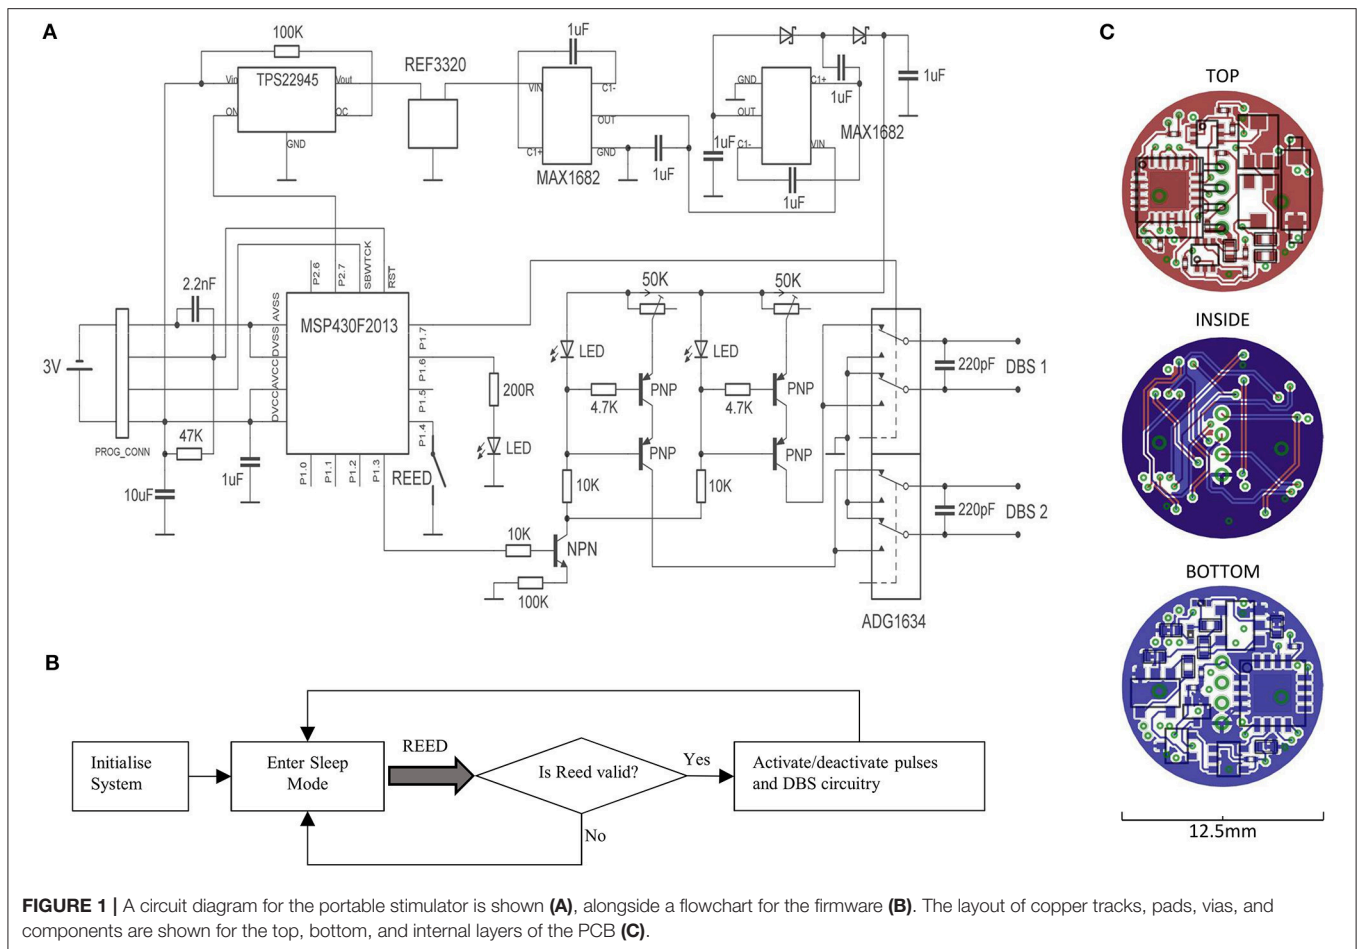 A
C
100K
1uF
TPS22945
Vin
Vout
ON
OC
GND
REF3320
VIN
C1-
OUT
C1+
GND
MAX1682
1uF
GND
C1+
OUT
C1-
VIN
MAX1682
1uF
1uF
1uF
1uF
TOP
2.2nF
3V
PROG_CONN
47K
10uF
1uF
P2.6
P2.7
SBWTCK
RST
AVSS
DVSS
AVCC
DVCC
MSP430F2013
P1.7
P1.6
P1.5
P1.4
P1.0
P1.1
P1.2
P1.3
REED
200R
LED
50K
50K
LED
LED
PNP
PNP
4.7K
4.7K
PNP
PNP
10K
10K
10K
NPN
100K
220pF
DBS 1
220pF
DBS 2
ADG1634
INSIDE
BOTTOM
12.5mm
B
Initialise
System
Enter Sleep
Mode
REED
Is Reed valid?
Yes
No
Activate/deactivate pulses
and DBS circuitry
FIGURE 1 | A circuit diagram for the portable stimulator is shown (A), alongside a flowchart for the firmware (B). The layout of copper tracks, pads, vias, and
components are shown for the top, bottom, and internal layers of the PCB (C).